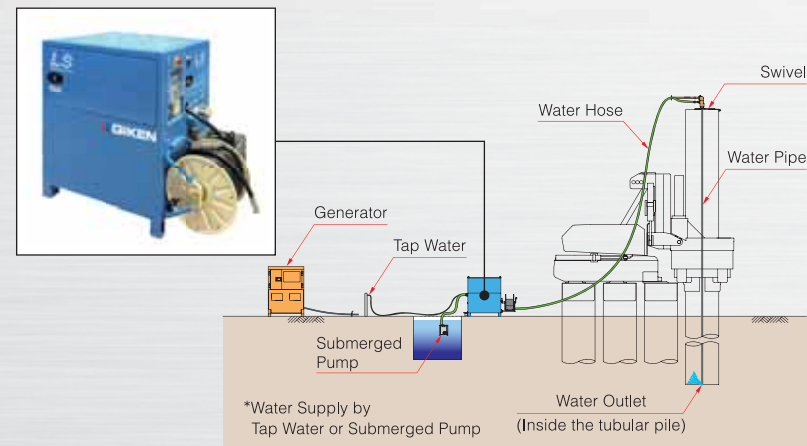 L-S
GIKEN
Swivel
Water Hose
Water Pipe
Generator
Tap Water
Submerged
Pump
Water Outlet
(Inside the tubular pile)
*Water Supply by
Tap Water or Submerged Pump